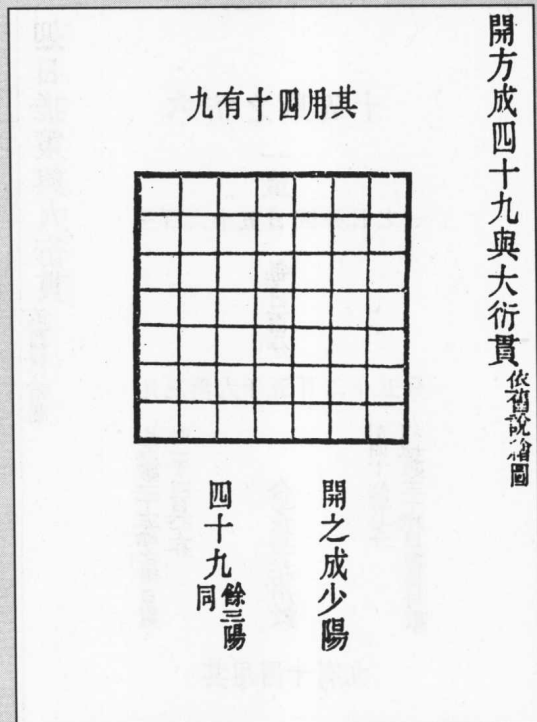 開方成四十九與大衍貫
依舊說繪圖
其用四十有九
開之成少陽
四十九
餘三陽
同